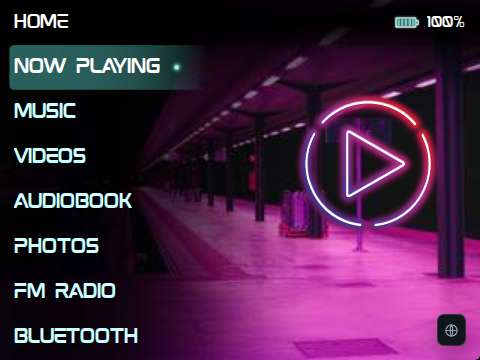 HOME
100%
NOW PLAYING
MUSIC
VIDEOS
AUDIOBOOK
PHOTOS
FM RADIO
BLUETOOTH